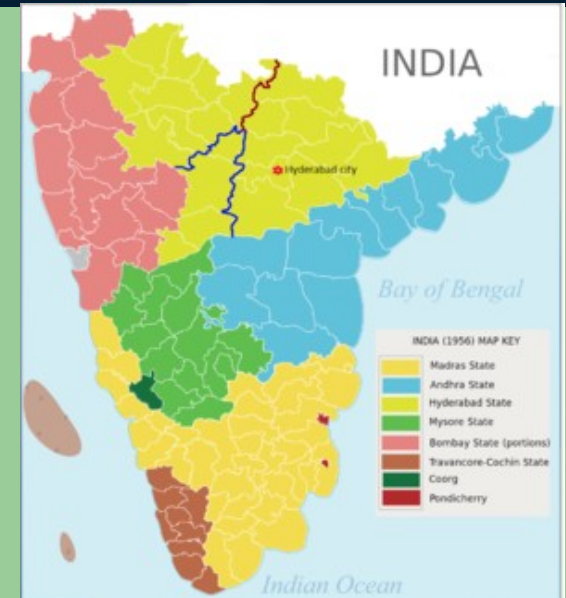 INDIA
Hyderabad city
Bay of Bengal
INDIA (1956) MAP KEY
Madras State
Andhra State
Hyderabad State
Mysore State
Bombay State (portions)
Travancore-Cochin State
Coorg
Pondicherry
Indian Ocean